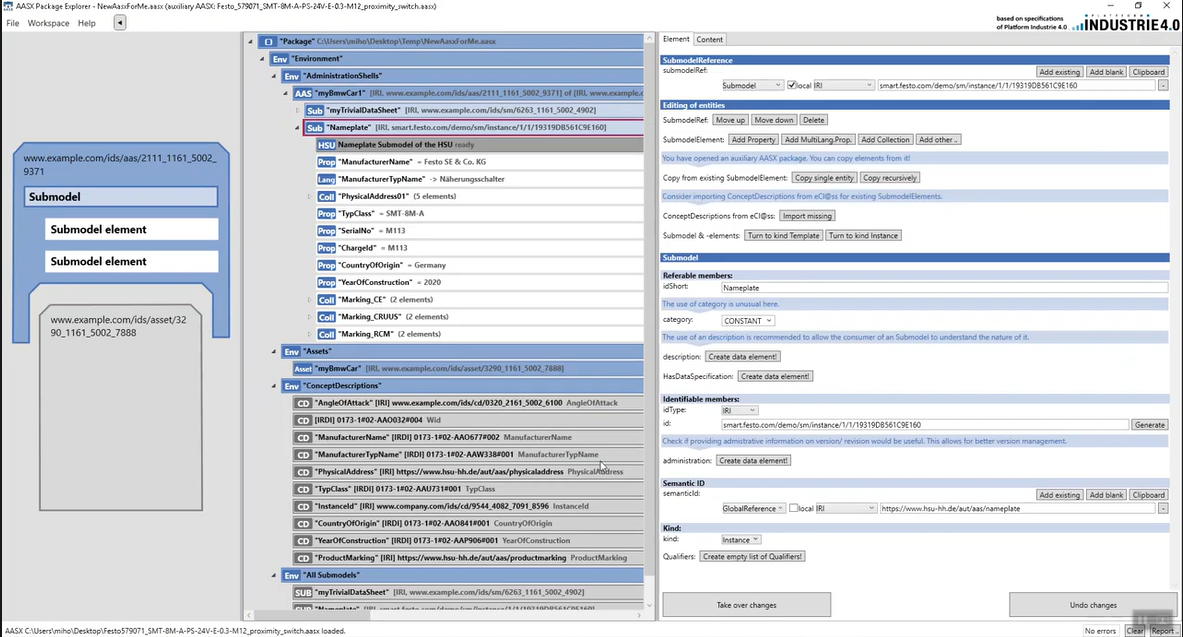 AASX Package Explorer - NewAasxForMe.aasx (auxiliary AASX: Festo_579071_SMT-8M-A-PS-24V-E-0.3-M12_proximity_switch.aasx)
File Workspace Help
based on specifications
of Platform Industrie 4.0
PLATTFORM
INDUSTRIE4.0
www.example.com/ids/aas/2111_1161_5002_
9371
Submodel
Submodel element
Submodel element
www.example.com/ids/asset/32
90_1161_5002_7888
"Package" C:\Users\miho\Desktop\Temp\NewAasxForMe.aasx
Env "Environment"
Env "AdministrationShells"
AAS "myBmwCar1" [IRI, www.example.com/ids/aas/2111_1161_5002_9371] of [IRI, www.example.com/ids
Sub "myTrivialDataSheet" [IRI, www.example.com/ids/sm/6263_1161_5002_4902]
Sub "Nameplate" [IRI, smart.festo.com/demo/sm/instance/1/1/19319DB561C9E160]
HSU Nameplate Submodel of the HSU ready
Prop "ManufacturerName" = Festo SE & Co. KG
Lang "ManufacturerTypName" -> Näherungsschalter
Coll "PhysicalAddress01" (5 elements)
Prop "TypClass" = SMT-8M-A
Prop "SerialNo" = M113
Prop "ChargeId" = M113
Prop "CountryOfOrigin" = Germany
Prop "YearOfConstruction" = 2020
Coll "Marking_CE" (2 elements)
Coll "Marking_CRUUS" (2 elements)
Coll "Marking_RCM" (2 elements)
Env "Assets"
Asset "myBmwCar" [IRI, www.example.com/ids/asset/3290_1161_5002_7888]
Env "ConceptDescriptions"
CD "AngleOfAttack" [IRI] www.example.com/ids/cd/0320_2161_5002_6100 AngleOfAttack
CD [IRDI] 0173-1#02-AAO032#004 Wid
CD "ManufacturerName" [IRDI] 0173-1#02-AAO677#002 ManufacturerName
CD "ManufacturerTypName" [IRDI] 0173-1#02-AAW338#001 ManufacturerTypName
CD "PhysicalAddress" [IRI] https://www.hsu-hh.de/aut/aas/physicaladdress PhysicalAddress
CD "TypClass" [IRDI] 0173-1#02-AAU731#001 TypClass
CD "InstanceId" [IRI] www.company.com/ids/cd/9544_4082_7091_8596 InstanceId
CD "CountryOfOrigin" [IRDI] 0173-1#02-AAO841#001 CountryOfOrigin
CD "YearOfConstruction" [IRDI] 0173-1#02-AAP906#001 YearOfConstruction
CD "ProductMarking" [IRI] https://www.hsu-hh.de/aut/aas/productmarking ProductMarking
Env "All Submodels"
SUB "myTrivialDataSheet" [IRI, www.example.com/ids/sm/6263_1161_5002_4902]
SUB "Nameplate" [IRI, smart.festo.com/demo/sm/instance/1/1/19319DB561C9E160]
Element Content
SubmodelReference
submodelRef: Add existing Add blank Clipboard
Submodel local IRI smart.festo.com/demo/sm/instance/1/1/19319DB561C9E160 -
Editing of entities
SubmodelRef: Move up Move down Delete
SubmodelElement: Add Property Add MultiLang.Prop. Add Collection Add other ..
You have opened an auxiliary AASX package. You can copy elements from it!
Copy from existing SubmodelElement: Copy single entity Copy recursively
Consider importing ConceptDescriptions from eCl@ss for existing SubmodelElements.
ConceptDescriptions from eCl@ss: Import missing
Submodel & -elements: Turn to kind Template Turn to kind Instance
Submodel
Referable members:
idShort: Nameplate
The use of category is unusual here.
category: CONSTANT
The use of an description is recommended to allow the consumer of an Submodel to understand the nature of it.
description: Create data element!
HasDataSpecification: Create data element!
Identifiable members:
idType: IRI
id: smart.festo.com/demo/sm/instance/1/1/19319DB561C9E160 Generate
Check if providing admistrative information on version/ revision would be useful. This allows for better version management.
administration: Create data element!
Semantic ID
semanticId: Add existing Add blank Clipboard
GlobalReference local IRI https://www.hsu-hh.de/aut/aas/nameplate -
Kind:
kind: Instance
Qualifiers: Create empty list of Qualifiers!
Take over changes Undo changes
AASX C:\Users\miho\Desktop\Festo579071_SMT-8M-A-PS-24V-E-0.3-M12_proximity_switch.aasx loaded.
No errors Clear Report ..